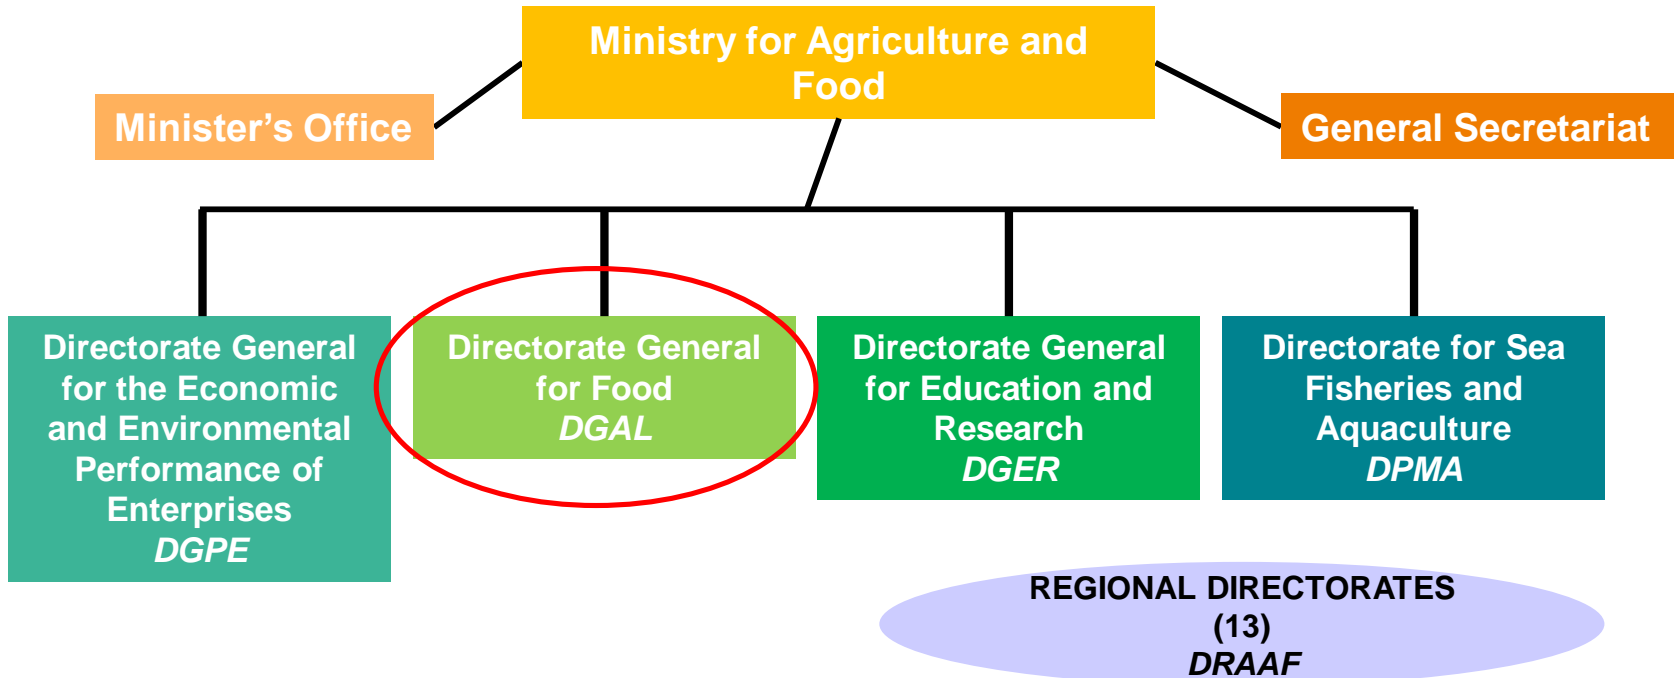 Ministry for Agriculture and
Food
Minister’s Office
General Secretariat
Directorate General
for the Economic
and Environmental
Performance of
Enterprises
DGPE
Directorate General
for Food
DGAL
Directorate General
for Education and
Research
DGER
Directorate for Sea
Fisheries and
Aquaculture
DPMA
REGIONAL DIRECTORATES
(13)
DRAAF